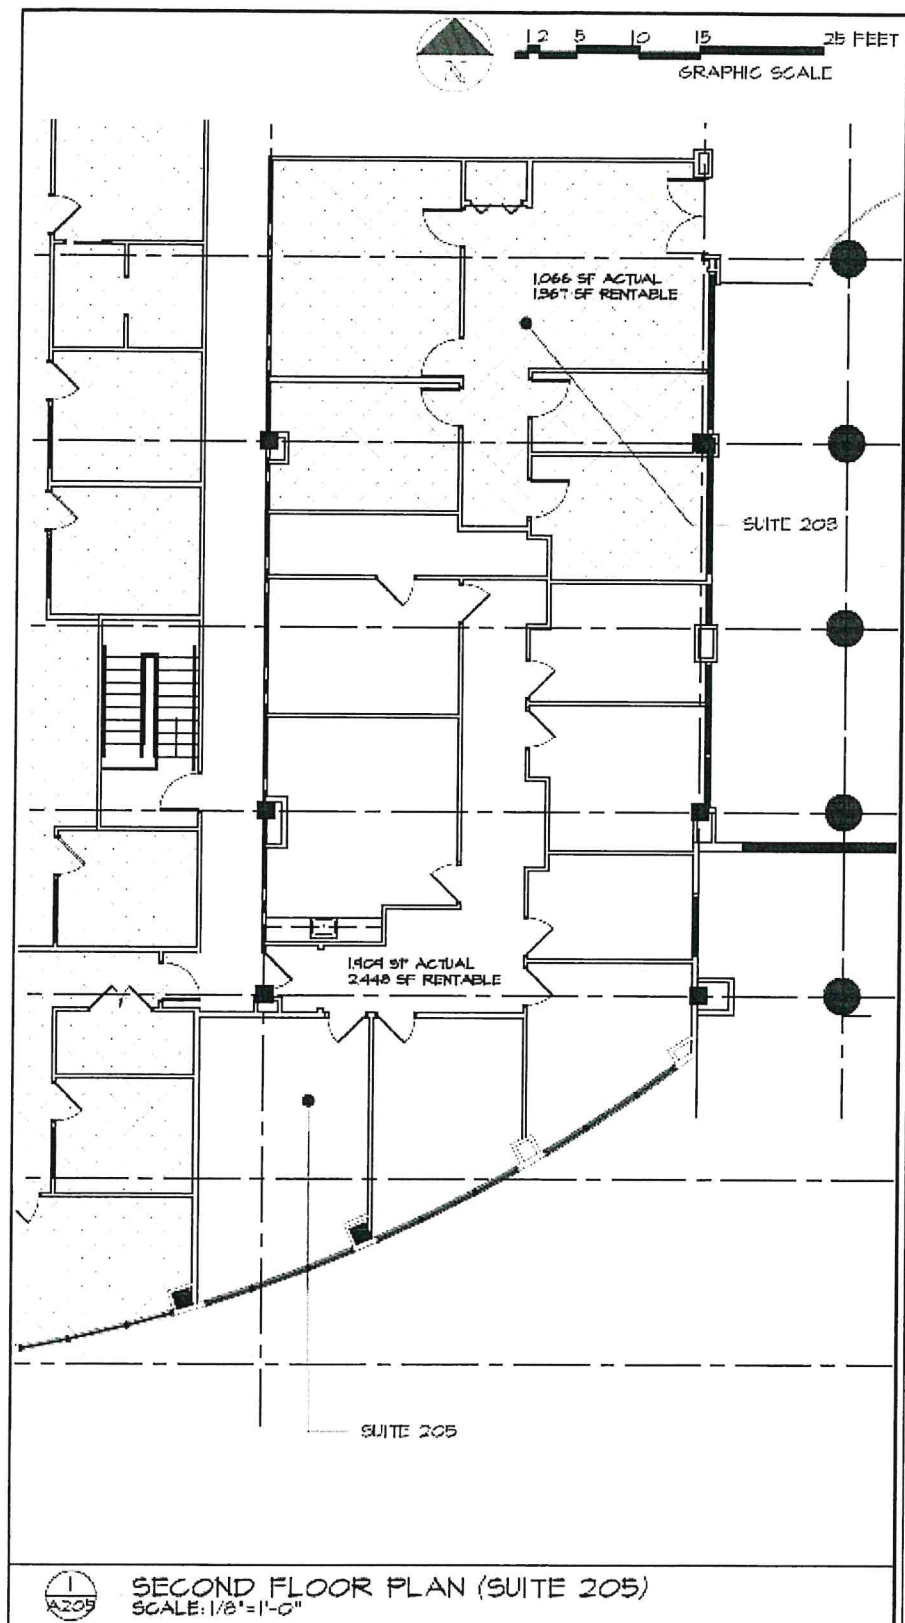 1 2 5 10 15 25 FEET
GRAPHIC SCALE
N
1,066 SF ACTUAL
1,367 SF RENTABLE
SUITE 203
1,909 SF ACTUAL
2,448 SF RENTABLE
SUITE 205
1
A205
SECOND FLOOR PLAN (SUITE 205)
SCALE: 1/8"=1'-0"